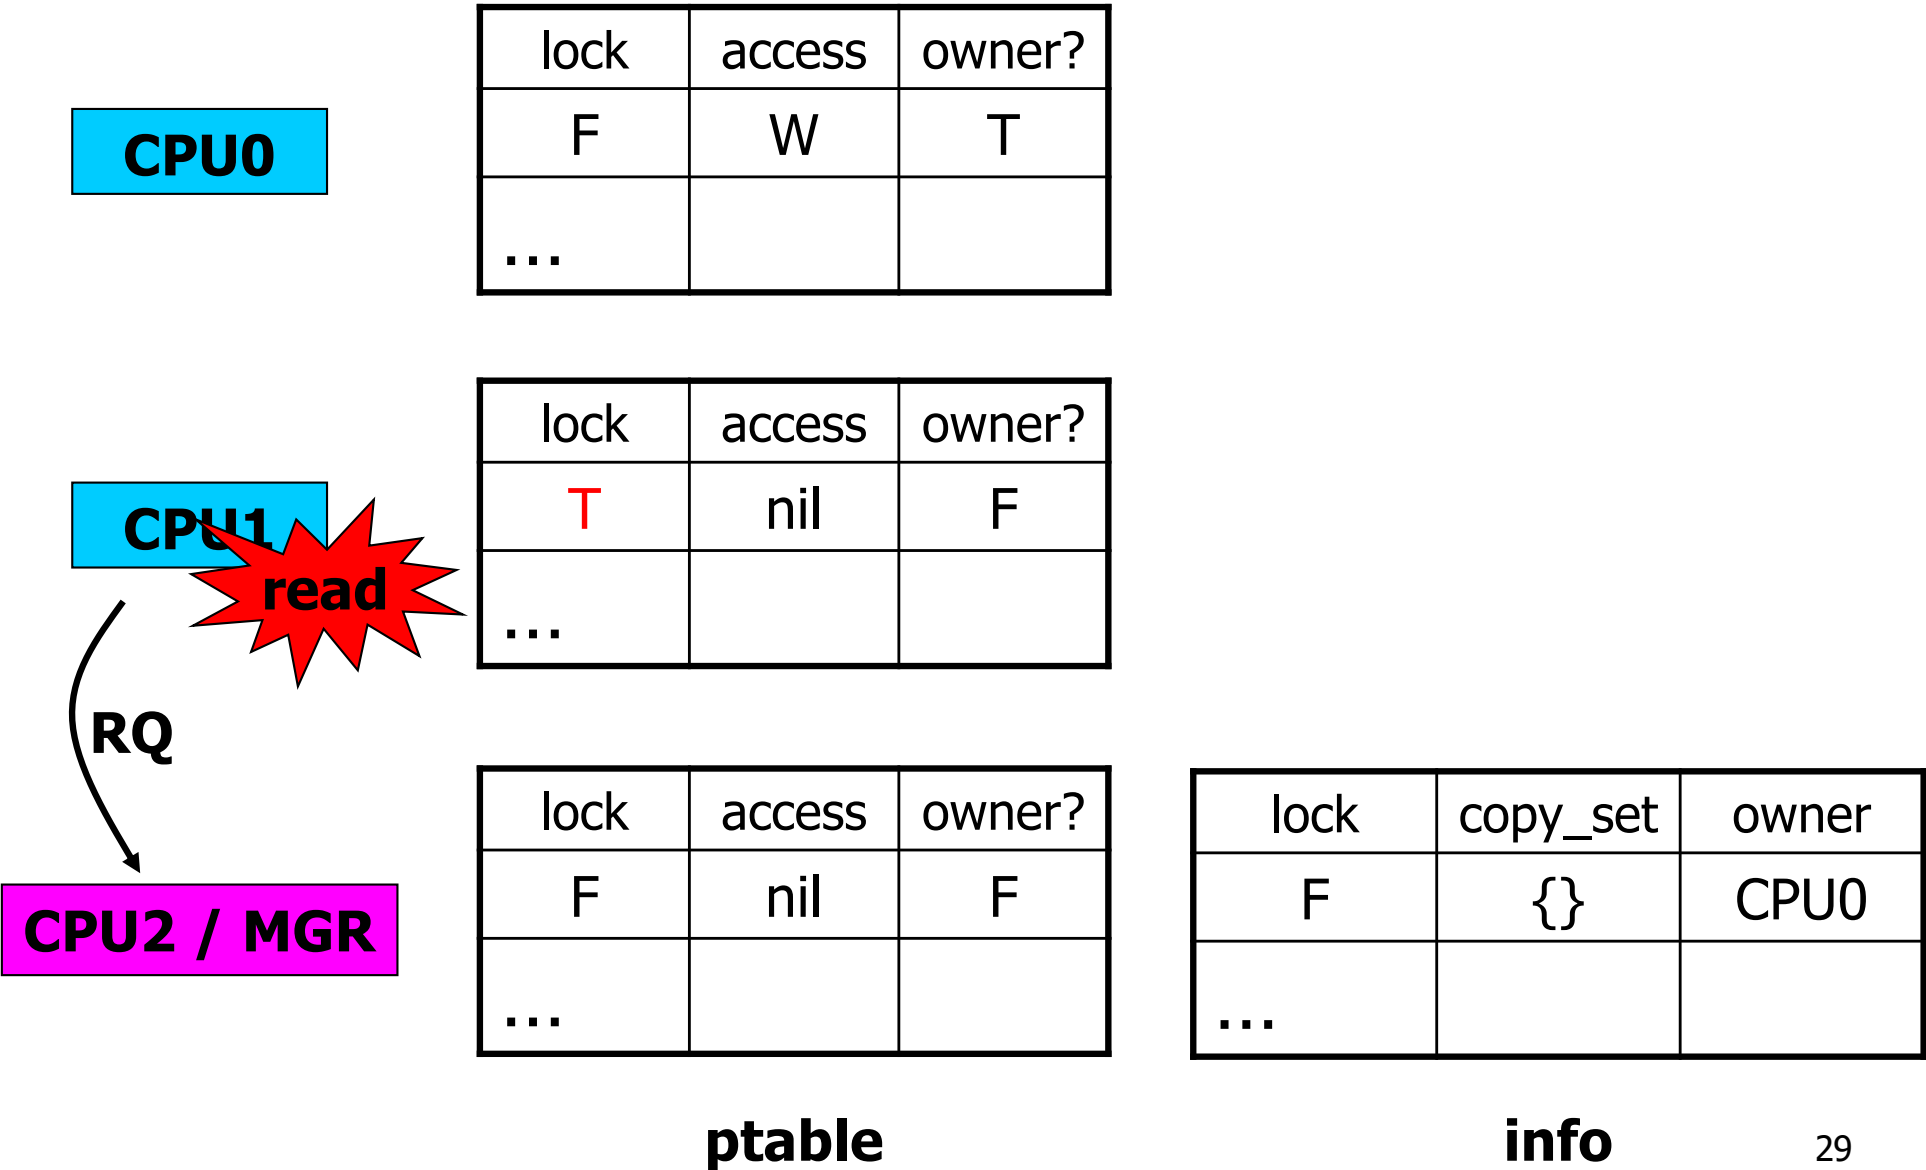 lock access owner?
CPU0
F W T
...
lock access owner?
CPU1
T nil F
read
...
RQ
lock access owner?
lock copy_set owner
CPU2 / MGR
F nil F
F {} CPU0
...
...
ptable
info
29